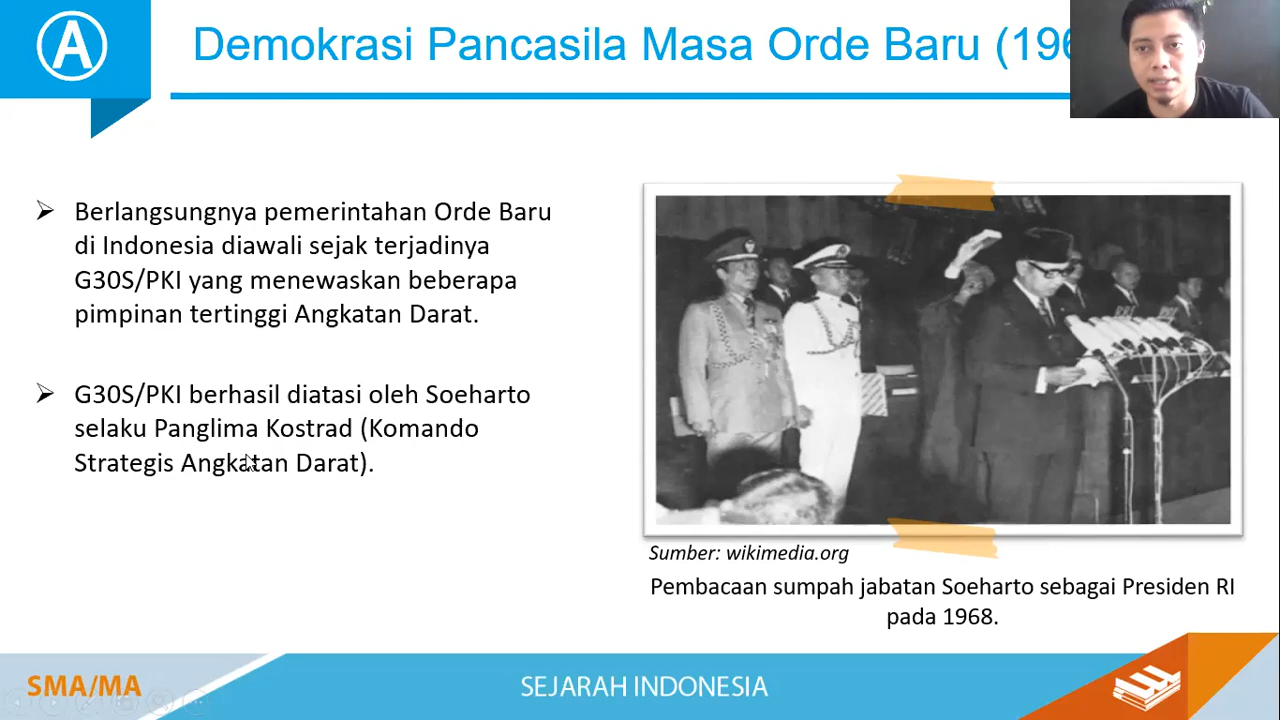 A
Demokrasi Pancasila Masa Orde Baru (196
Berlangsungnya pemerintahan Orde Baru
di Indonesia diawali sejak terjadinya
G30S/PKI yang menewaskan beberapa
pimpinan tertinggi Angkatan Darat.
G30S/PKI berhasil diatasi oleh Soeharto
selaku Panglima Kostrad (Komando
Strategis Angkatan Darat).
Sumber: wikimedia.org
Pembacaan sumpah jabatan Soeharto sebagai Presiden RI
pada 1968.
SMA/MA
SEJARAH INDONESIA